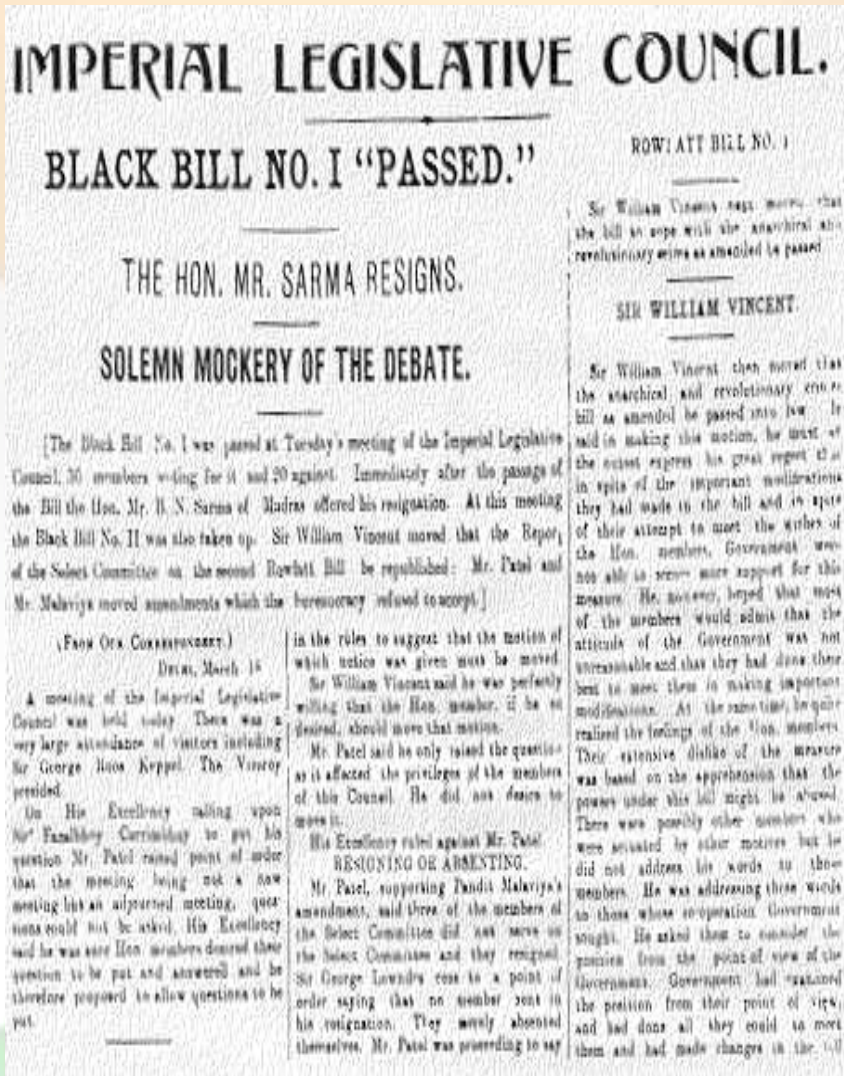 IMPERIAL LEGISLATIVE COUNCIL.
BLACK BILL NO. I “PASSED.”
THE HON. MR. SARMA RESIGNS.
SOLEMN MOCKERY OF THE DEBATE.
[The Black Bill No. I was passed at Tuesday's meeting of the Imperial Legislative
Council, members voting for it and 20 against. Immediately after the passage of
the Bill the Hon. Mr. B. N. Sarma of Madras offered his resignation. At this meeting
the Black Bill No. II was also taken up. Sir William Vincent moved that the Report
of the Select Committee on the second Rowlatt Bill be republished: Mr. Patel and
Mr. Malaviya moved amendments which the bureaucracy refused to accept.]
(FROM OUR CORRESPONDENT.)
DELHI, March
A meeting of the Imperial Legislative
Council was held today. There was a
very large attendance of visitors including
Sir George Roos Keppel. The Viceroy
presided.
On His Excellency calling upon
Sir Fazulbhoy Currimbhoy to put his
question Mr. Patel raised point of order
that the meeting being not a new
meeting but an adjourned meeting, ques-
tions could not be asked. His Excellency
said he was sure Hon. members desired their
question to be put and answered and he
therefore proposed to allow questions to be
put.
in the rules to suggest that the motion of
which notice was given must be moved.
Sir William Vincent said he was perfectly
willing that the Hon. member, if he so
desired, should move that motion.
Mr. Patel said he only raised the question
as it affected the privileges of the members
of this Council. He did not desire to
move it.
His Excellency ruled against Mr. Patel.
RESIGNING OR ABSENTING.
Mr. Patel, supporting Pandit Malaviya's
amendment, said three of the members of
the Select Committee did not serve on
the Select Committee and they resigned.
Sir George Lowndes rose to a point of
order saying that no member sent in
his resignation. They merely absented
themselves. Mr. Patel was proceeding to say
ROWLATT BILL NO. I
Sir William Vincent next moved that
the bill to cope with the anarchical and
revolutionary crime as amended be passed
SIR WILLIAM VINCENT.
Sir William Vincent then moved that
the anarchical and revolutionary crime
bill as amended be passed into law. He
said in making this motion, he must at
the outset express his great regret that
in spite of the important modifications
they had made in the bill and in spite
of their attempt to meet the wishes of
the Hon. members, Government were
not able to secure more support for this
measure. He, however, hoped that most
of the members would admit that the
attitude of the Government was not
unreasonable and that they had done their
best to meet them in making important
modifications. At the same time, he quite
realised the feelings of the Hon. members.
Their extensive dislike of the measure
was based on the apprehension that the
powers under this bill might be abused.
There were possibly other members who
were actuated by other motives but he
did not address his words to those
members. He was addressing these words
to those whose co-operation Government
sought. He asked them to consider the
position from the point of view of the
Government. Government had examined
the position from their point of view,
and had done all they could to meet
them and had made changes in the bill